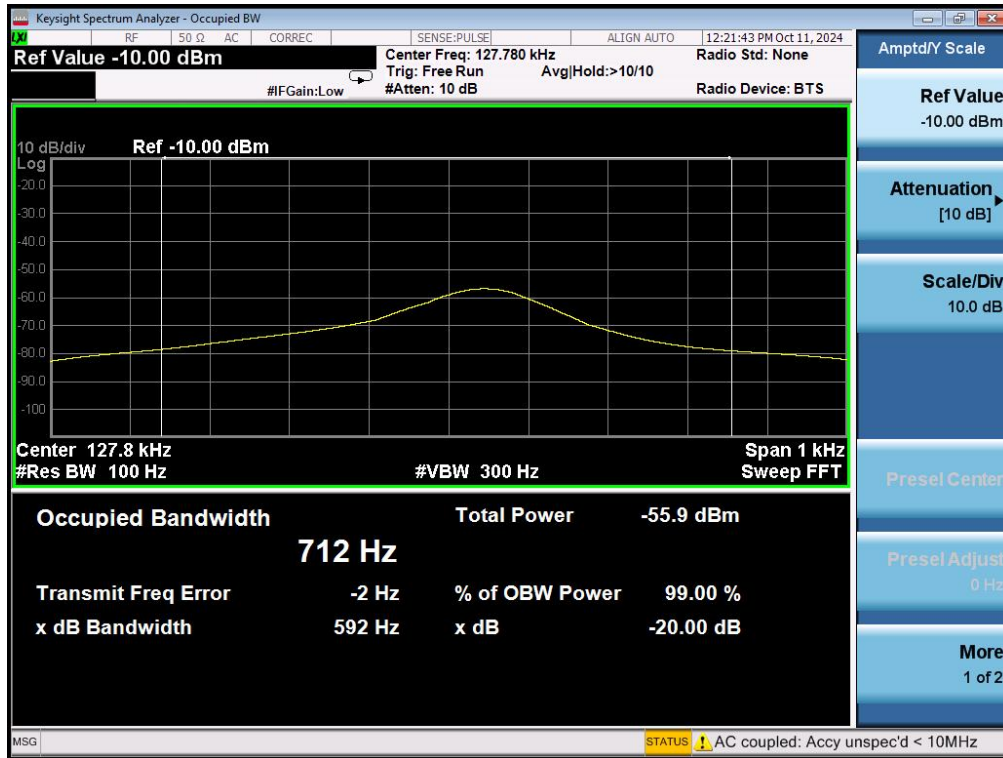 Keysight Spectrum Analyzer - Occupied BW
LXI RF 50 Ω AC CORREC SENSE:PULSE ALIGN AUTO 12:21:43 PM Oct 11, 2024
Ref Value -10.00 dBm
Center Freq: 127.780 kHz Radio Std: None
Trig: Free Run Avg|Hold:>10/10
#IFGain:Low #Atten: 10 dB Radio Device: BTS
10 dB/div Ref -10.00 dBm
Log
-20.0
-30.0
-40.0
-50.0
-60.0
-70.0
-80.0
-90.0
-100
Center 127.8 kHz Span 1 kHz
#Res BW 100 Hz #VBW 300 Hz Sweep FFT
Occupied Bandwidth Total Power -55.9 dBm
712 Hz
Transmit Freq Error -2 Hz % of OBW Power 99.00 %
x dB Bandwidth 592 Hz x dB -20.00 dB
MSG STATUS AC coupled: Accy unspec'd < 10MHz
Amptd/Y Scale
Ref Value
-10.00 dBm
Attenuation
[10 dB]
Scale/Div
10.0 dB
Presel Center
Presel Adjust
0 Hz
More
1 of 2